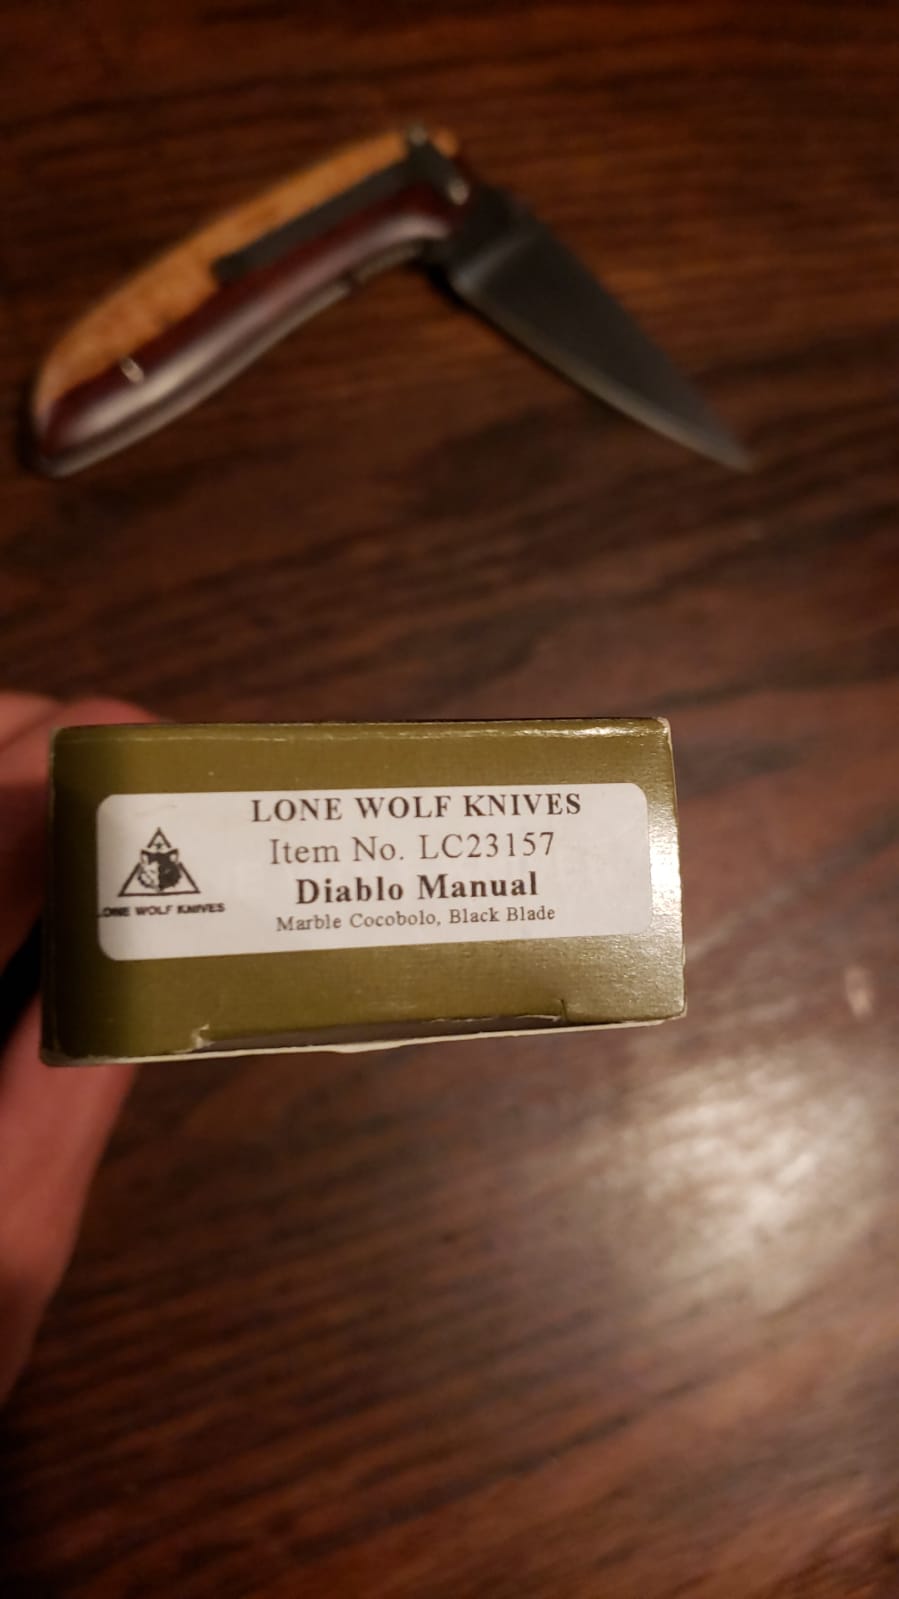 LONE WOLF KNIVES
Item No. LC23157
Diablo Manual
Marble Cocobolo, Black Blade
LONE WOLF KNIVES